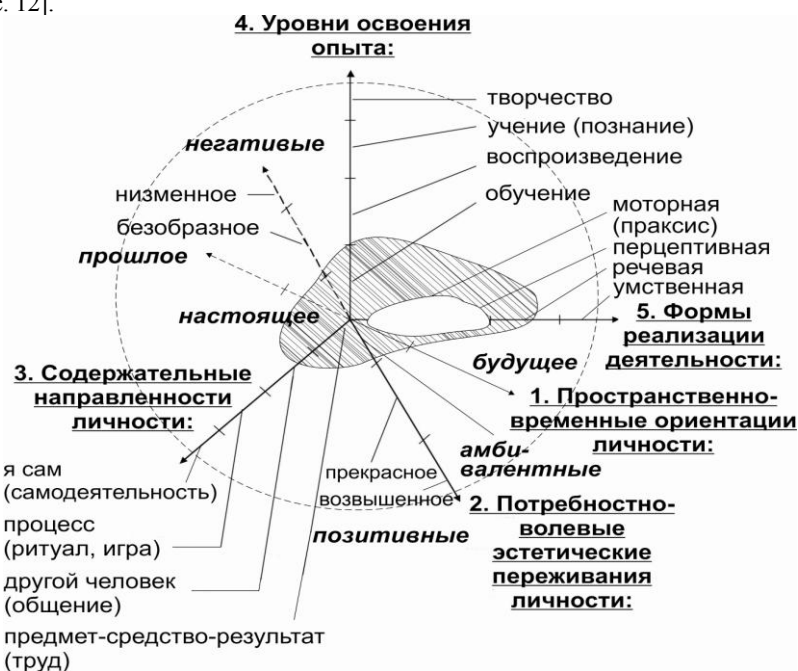 с. 12].
4. Уровни освоения
опыта:
творчество
учение (познание)
воспроизведение
обучение
негативые
низменное
безобразное
прошлое
настоящее
моторная
(праксис)
перцептивная
речевая
умственная
5. Формы
реализации
деятельности:
будущее
1. Пространственно-
временные ориентации
личности:
3. Содержательные
направленности
личности:
амби-
валентные
прекрасное
возвышенное
позитивные
2. Потребностно-
волевые
эстетические
переживания
личности:
я сам
(самодеятельность)
процесс
(ритуал, игра)
другой человек
(общение)
предмет-средство-результат
(труд)